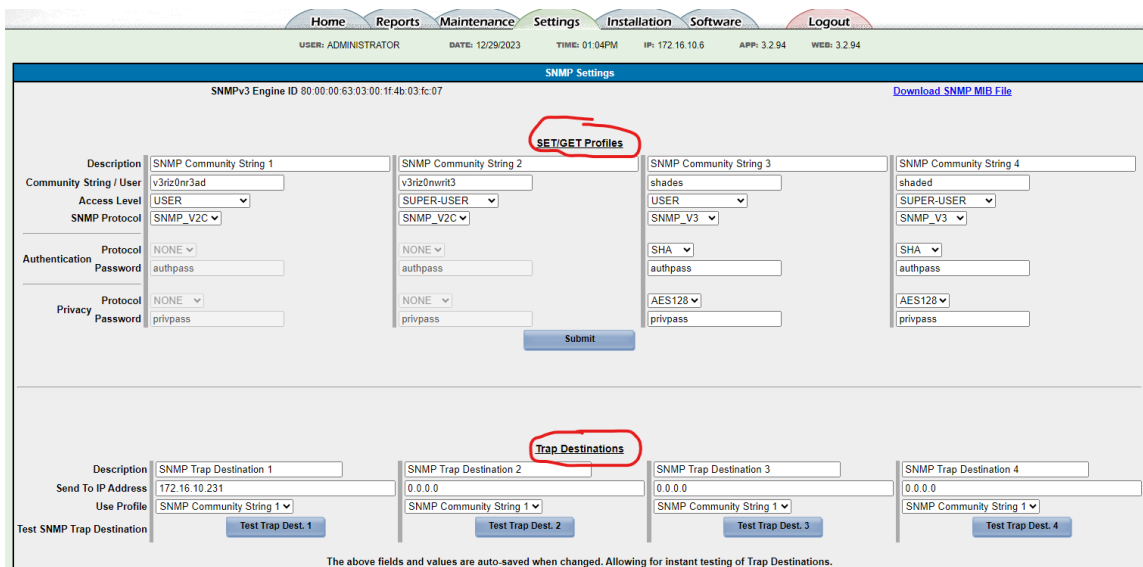 Home Reports Maintenance Settings Installation Software Logout
USER: ADMINISTRATOR DATE: 12/29/2023 TIME: 01:04PM IP: 172.16.10.6 APP: 3.2.94 WEB: 3.2.94
SNMP Settings
SNMPv3 Engine ID 80:00:00:63:03:00:1f:4b:03:fc:07 Download SNMP MIB File
SET/GET Profiles
Description SNMP Community String 1 SNMP Community String 2 SNMP Community String 3 SNMP Community String 4
Community String / User v3riz0nr3ad v3riz0nwrit3 shades shaded
Access Level USER SUPER-USER USER SUPER-USER
SNMP Protocol SNMP_V2C SNMP_V2C SNMP_V3 SNMP_V3
Authentication
Protocol NONE NONE SHA SHA
Password authpass authpass authpass authpass
Privacy
Protocol NONE NONE AES128 AES128
Password privpass privpass privpass privpass
Submit
Trap Destinations
Description SNMP Trap Destination 1 SNMP Trap Destination 2 SNMP Trap Destination 3 SNMP Trap Destination 4
Send To IP Address 172.16.10.231 0.0.0.0 0.0.0.0 0.0.0.0
Use Profile SNMP Community String 1 SNMP Community String 1 SNMP Community String 1 SNMP Community String 1
Test SNMP Trap Destination Test Trap Dest. 1 Test Trap Dest. 2 Test Trap Dest. 3 Test Trap Dest. 4
The above fields and values are auto-saved when changed. Allowing for instant testing of Trap Destinations.